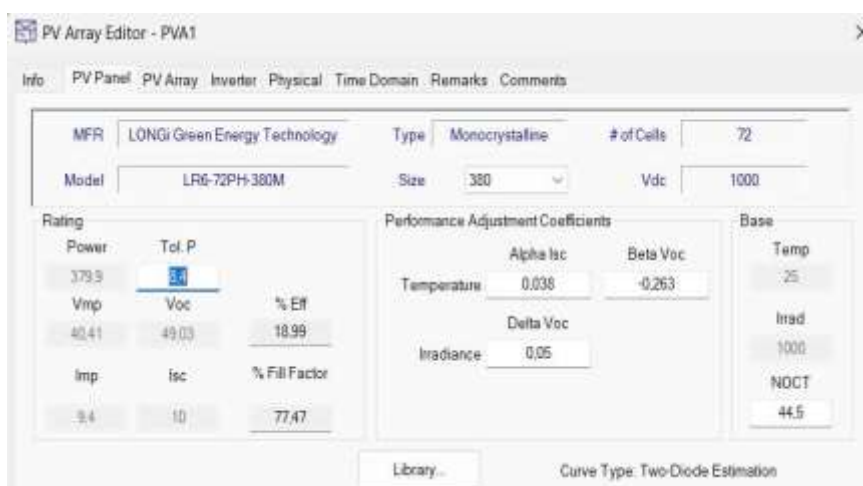 PV Array Editor - PVA1
Info PV Panel PV Array Inverter Physical Time Domain Remarks Comments
MFR LONGi Green Energy Technology Type Monocrystalline # of Cells 72
Model LR6-72PH-380M Size 380 Vdc 1000
Rating Performance Adjustment Coefficients Base
Power Tol. P Alpha Isc Beta Voc Temp
379.9 Temperature 0,038 -0,263 25
Vmp Voc % Eff Delta Voc Irrad
40,41 49,03 18,99 Irradiance 0,05 1000
Imp Isc % Fill Factor NOCT
9,4 10 77,47 44,5
Library... Curve Type: Two-Diode Estimation